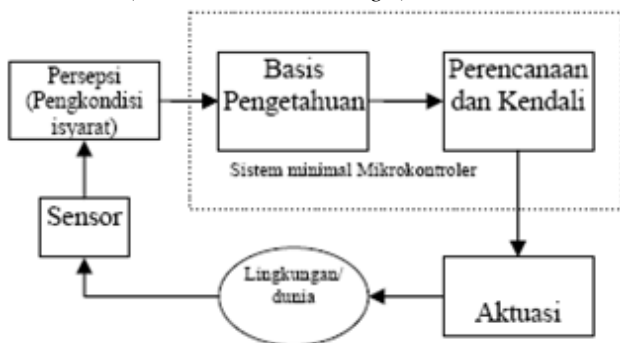 Persepsi
(Pengkondisi
isyarat)
Basis
Pengetahuan
Perencanaan
dan Kendali
Sistem minimal Mikrokontroler
Sensor
Lingkungan/
dunia
Aktuasi